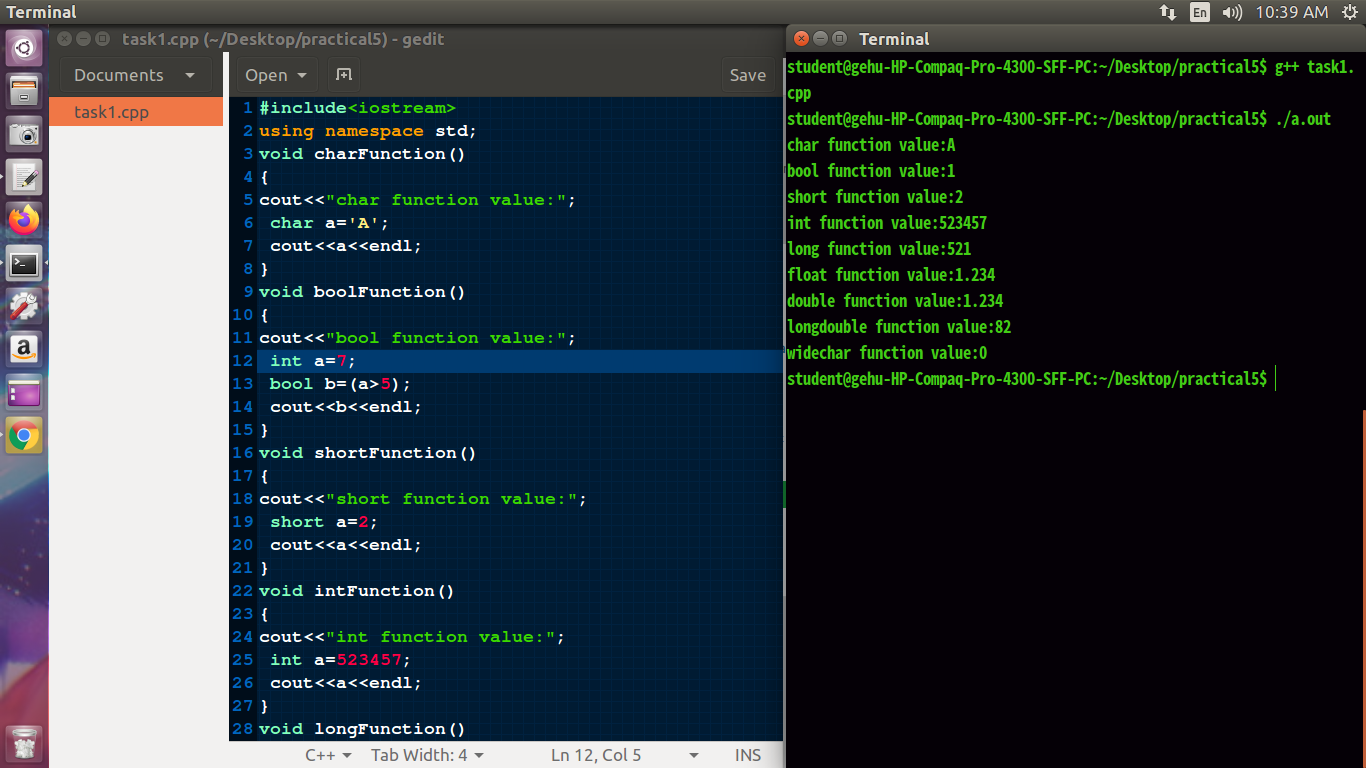 Terminal
En
10:39 AM
task1.cpp (~/Desktop/practical5) - gedit
Documents
Open
Save
task1.cpp
1 #include<iostream>
2 using namespace std;
3 void charFunction()
4 {
5 cout<<"char function value:";
6  char a='A';
7  cout<<a<<endl;
8 }
9 void boolFunction()
10 {
11 cout<<"bool function value:";
12  int a=7;
13  bool b=(a>5);
14  cout<<b<<endl;
15 }
16 void shortFunction()
17 {
18 cout<<"short function value:";
19  short a=2;
20  cout<<a<<endl;
21 }
22 void intFunction()
23 {
24 cout<<"int function value:";
25  int a=523457;
26  cout<<a<<endl;
27 }
28 void longFunction()
C++
Tab Width: 4
Ln 12, Col 5
INS
Terminal
student@gehu-HP-Compaq-Pro-4300-SFF-PC:~/Desktop/practical5$ g++ task1.
cpp
student@gehu-HP-Compaq-Pro-4300-SFF-PC:~/Desktop/practical5$ ./a.out
char function value:A
bool function value:1
short function value:2
int function value:523457
long function value:521
float function value:1.234
double function value:1.234
longdouble function value:82
widechar function value:0
student@gehu-HP-Compaq-Pro-4300-SFF-PC:~/Desktop/practical5$
a